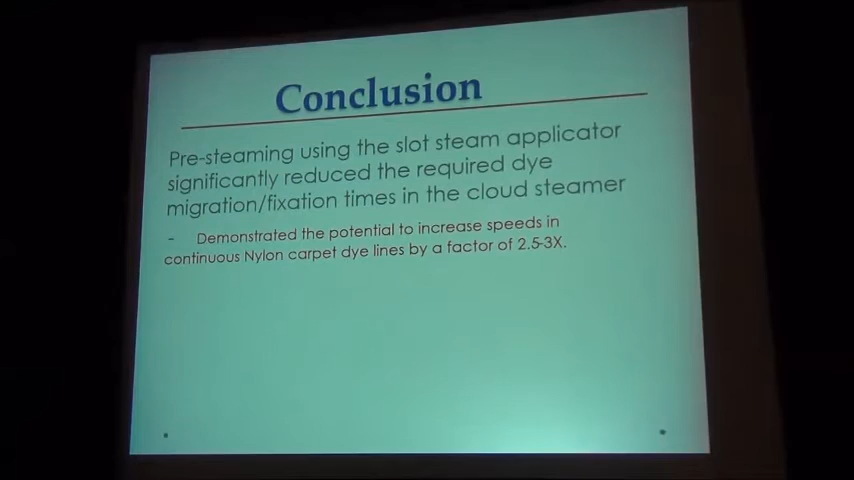 Conclusion
Pre-steaming using the slot steam applicator
significantly reduced the required dye
migration/fixation times in the cloud steamer
- Demonstrated the potential to increase speeds in
continuous Nylon carpet dye lines by a factor of 2.5-3X.